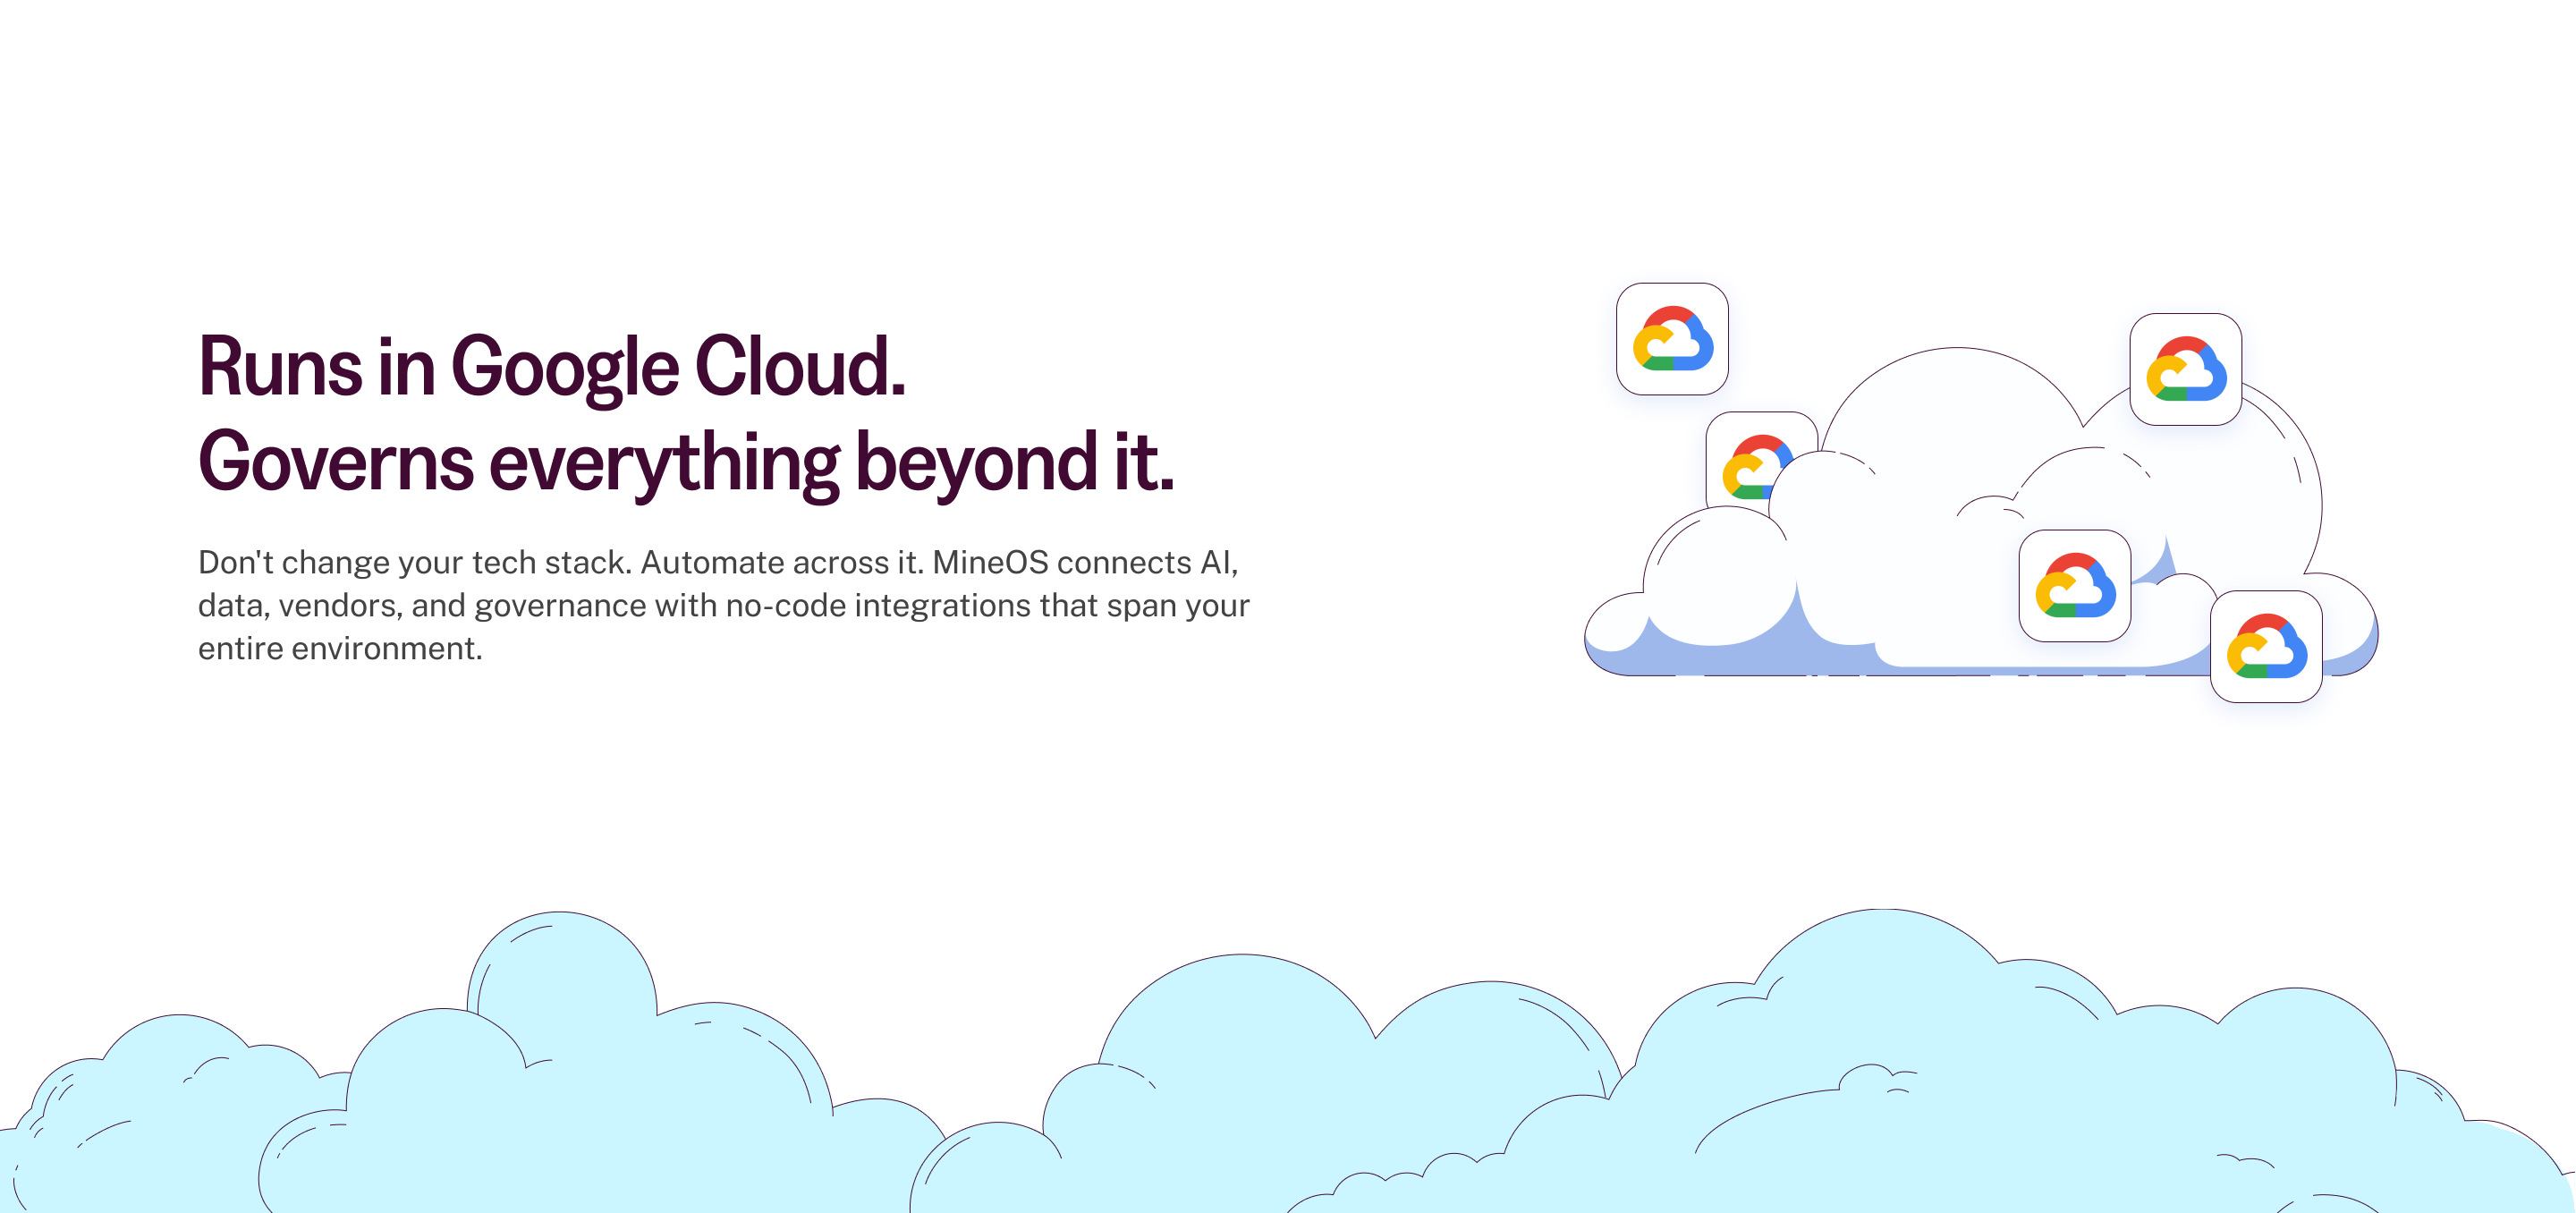 Runs in Google Cloud.
Governs everything beyond it.
Don't change your tech stack. Automate across it. MineOS connects AI,
data, vendors, and governance with no-code integrations that span your
entire environment.